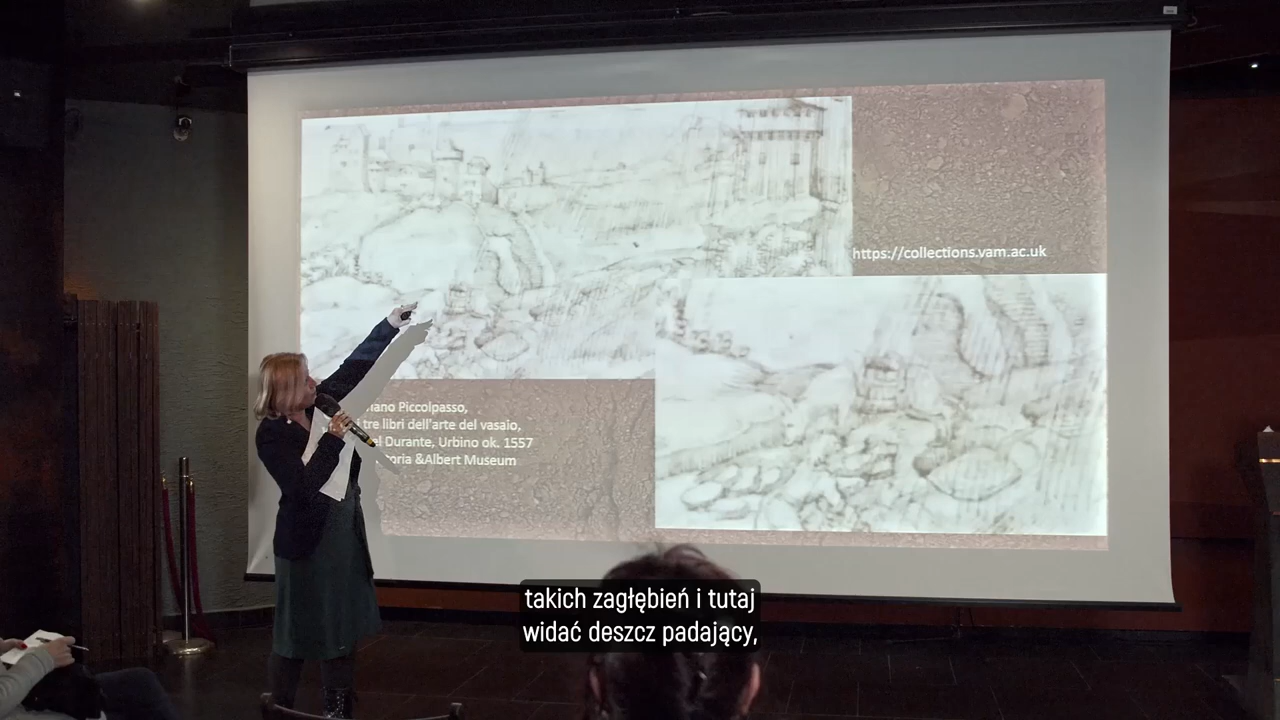 https://collections.vam.ac.uk
Piccolpasso,
tre libri dell'arte del vasaio,
Durante, Urbino ok. 1557
&Albert Museum
takich zagłębień i tutaj
widać deszcz padający,